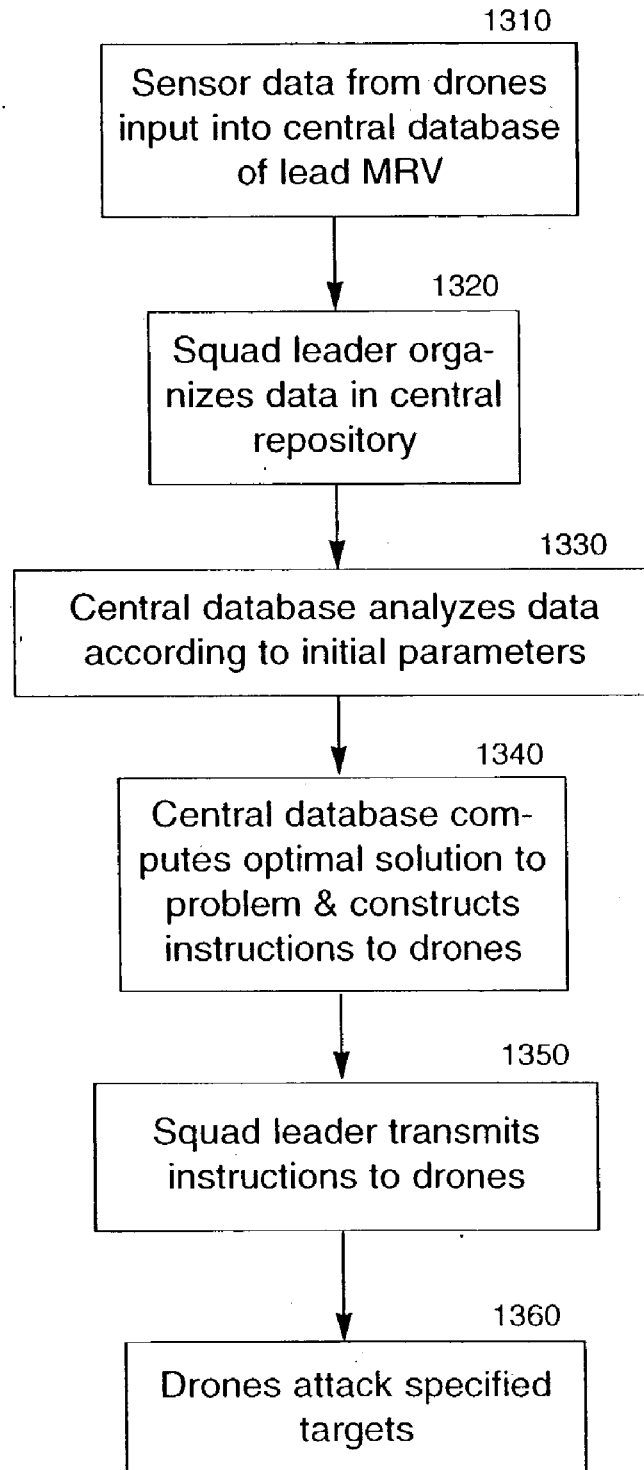 1310
Sensor data from drones
input into central database
of lead MRV
1320
Squad leader orga-
nizes data in central
repository
1330
Central database analyzes data
according to initial parameters
1340
Central database com-
putes optimal solution to
problem & constructs
instructions to drones
1350
Squad leader transmits
instructions to drones
1360
Drones attack specified
targets